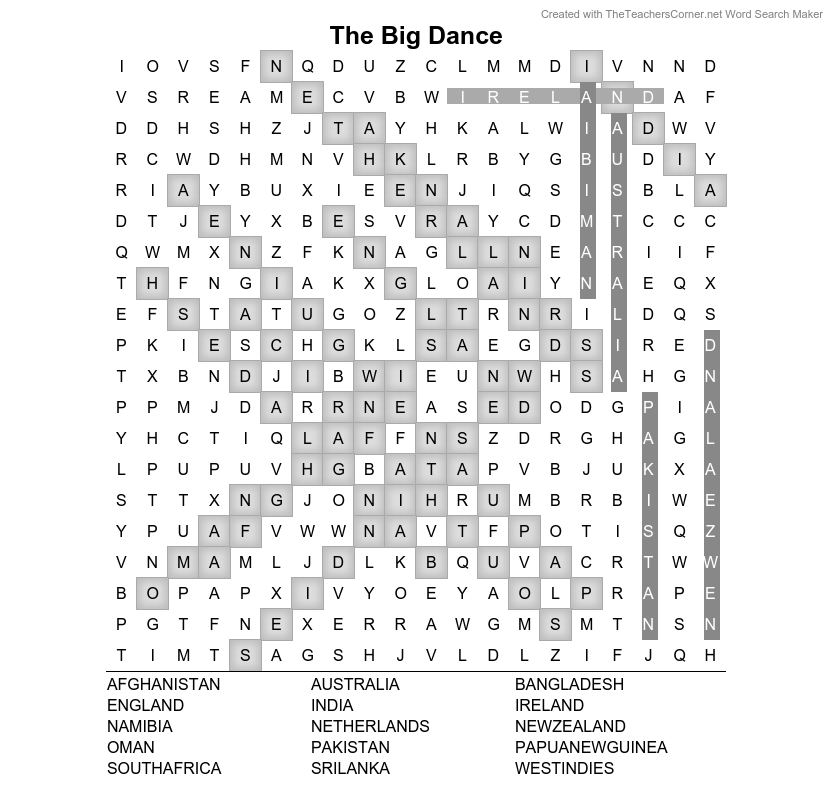 Created with TheTeachersCorner.net Word Search Maker
The Big Dance
I O V S F N Q D U Z C L M M D I V N N D
V S R E A M E C V B W I R E L A N D A F
D D H S H Z J T A Y H K A L W I A D W V
R C W D H M N V H K L R B Y G B U D I Y
R I A Y B U X I E E N J I Q S I S B L A
D T J E Y X B E S V R A Y C D M T C C C
Q W M X N Z F K N A G L L N E A R I I F
T H F N G I A K X G L O A I Y N A E Q X
E F S T A T U G O Z L T R N R I L D Q S
P K I E S C H G K L S A E G D S I R E D
T X B N D J I B W I E U N W H S A H G N
P P M J D A R R N E A S E D O D G P I A
Y H C T I Q L A F F N S Z D R G H A G L
L P U P U V H G B A T A P V B J U K X A
S T T X N G J O N I H R U M B R B I W E
Y P U A F V W W N A V T F P O T I S Q Z
V N M A M L J D L K B Q U V A C R T W W
B O P A P X I V Y O E Y A O L P R A P E
P G T F N E X E R R A W G M S M T N S N
T I M T S A G S H J V L D L Z I F J Q H
AFGHANISTAN AUSTRALIA BANGLADESH
ENGLAND INDIA IRELAND
NAMIBIA NETHERLANDS NEWZEALAND
OMAN PAKISTAN PAPUANEWGUINEA
SOUTHAFRICA SRILANKA WESTINDIES